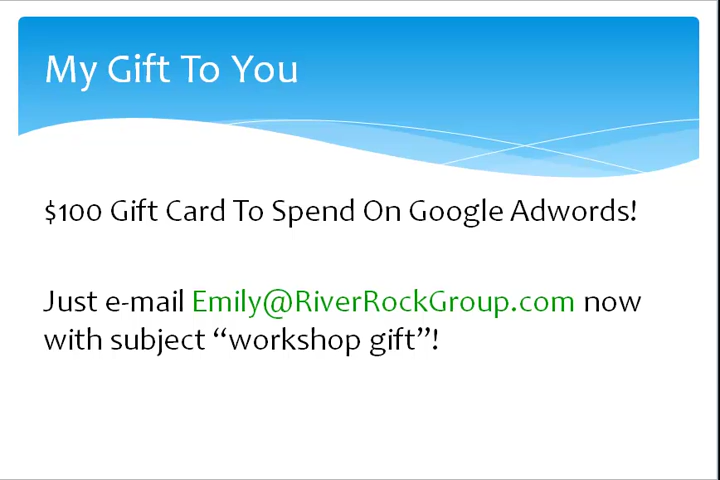 My Gift To You
$100 Gift Card To Spend On Google Adwords!
Just e-mail Emily@RiverRockGroup.com now
with subject “workshop gift”!